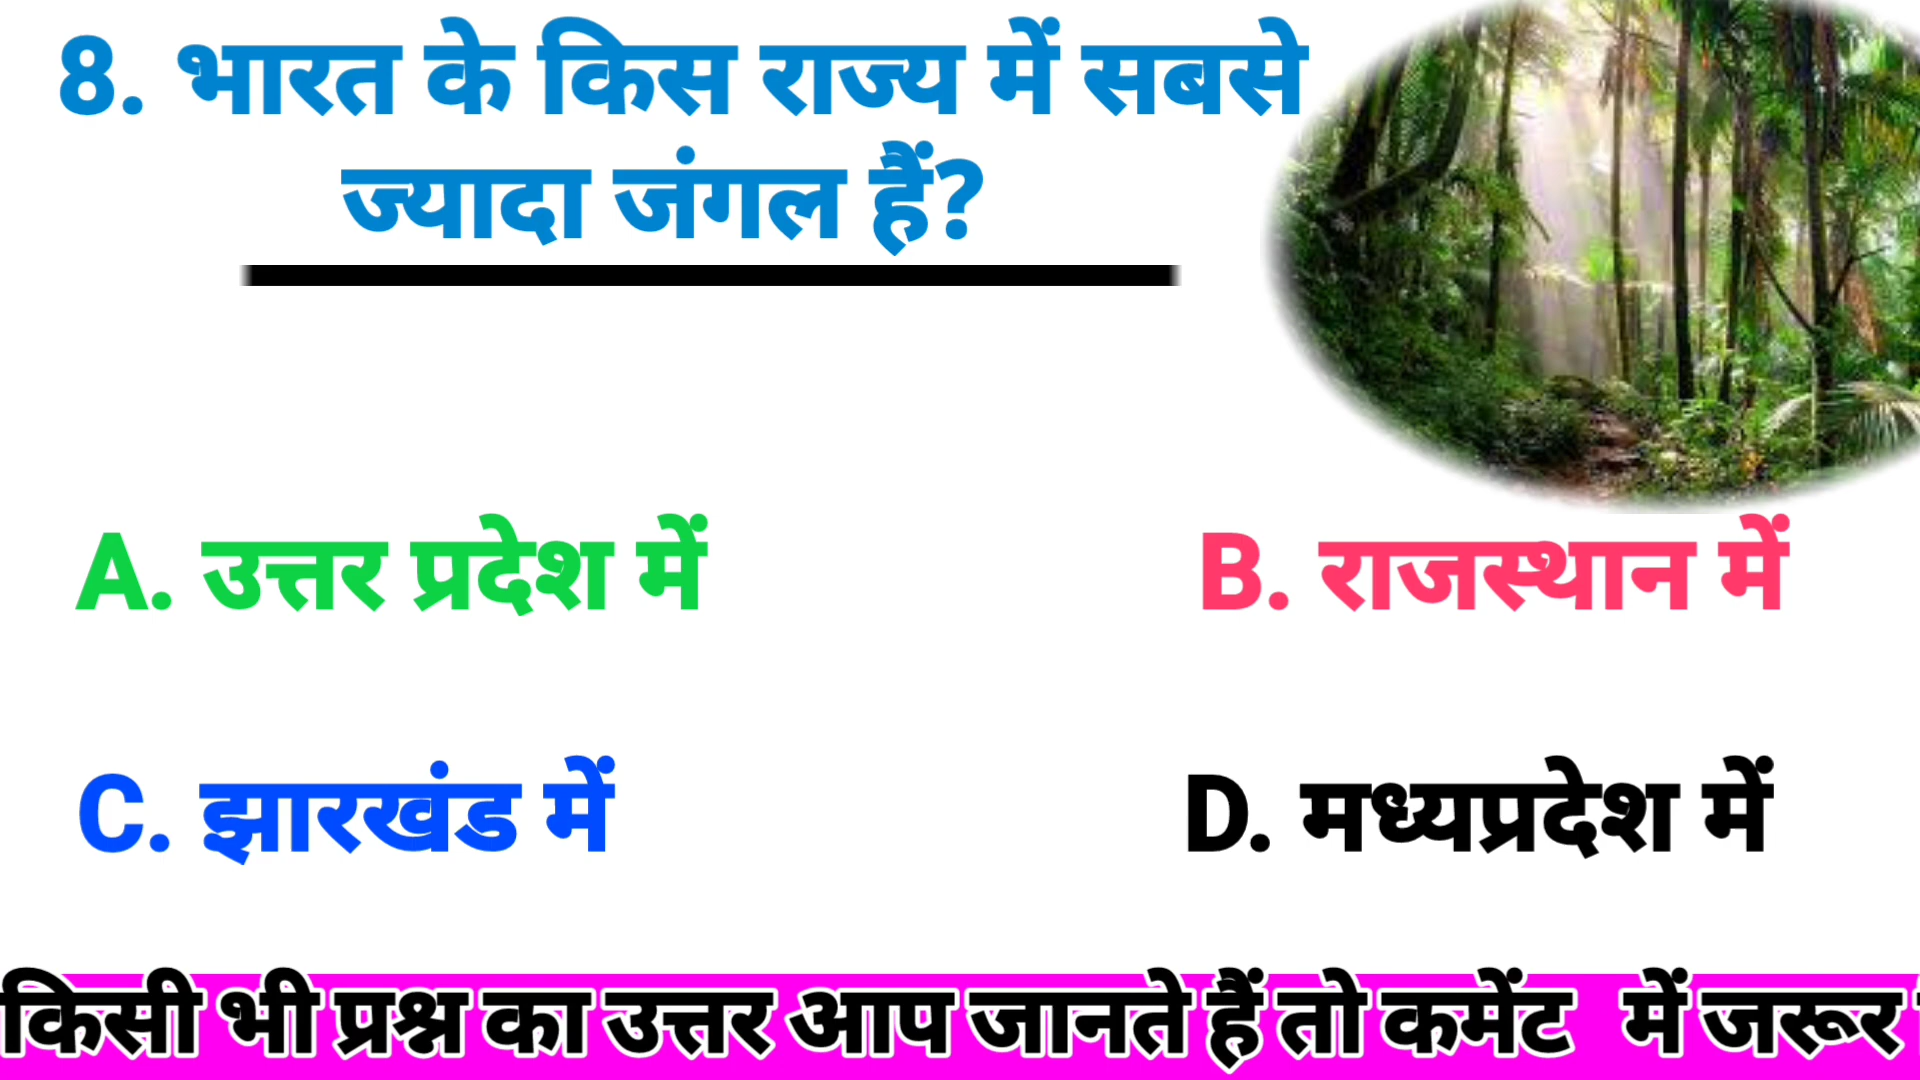 8. भारत के किस राज्य में सबसे
ज्यादा जंगल हैं?
A. उत्तर प्रदेश में
B. राजस्थान में
C. झारखंड में
D. मध्यप्रदेश में
किसी भी प्रश्न का उत्तर आप जानते हैं तो कमेंट में जरूर